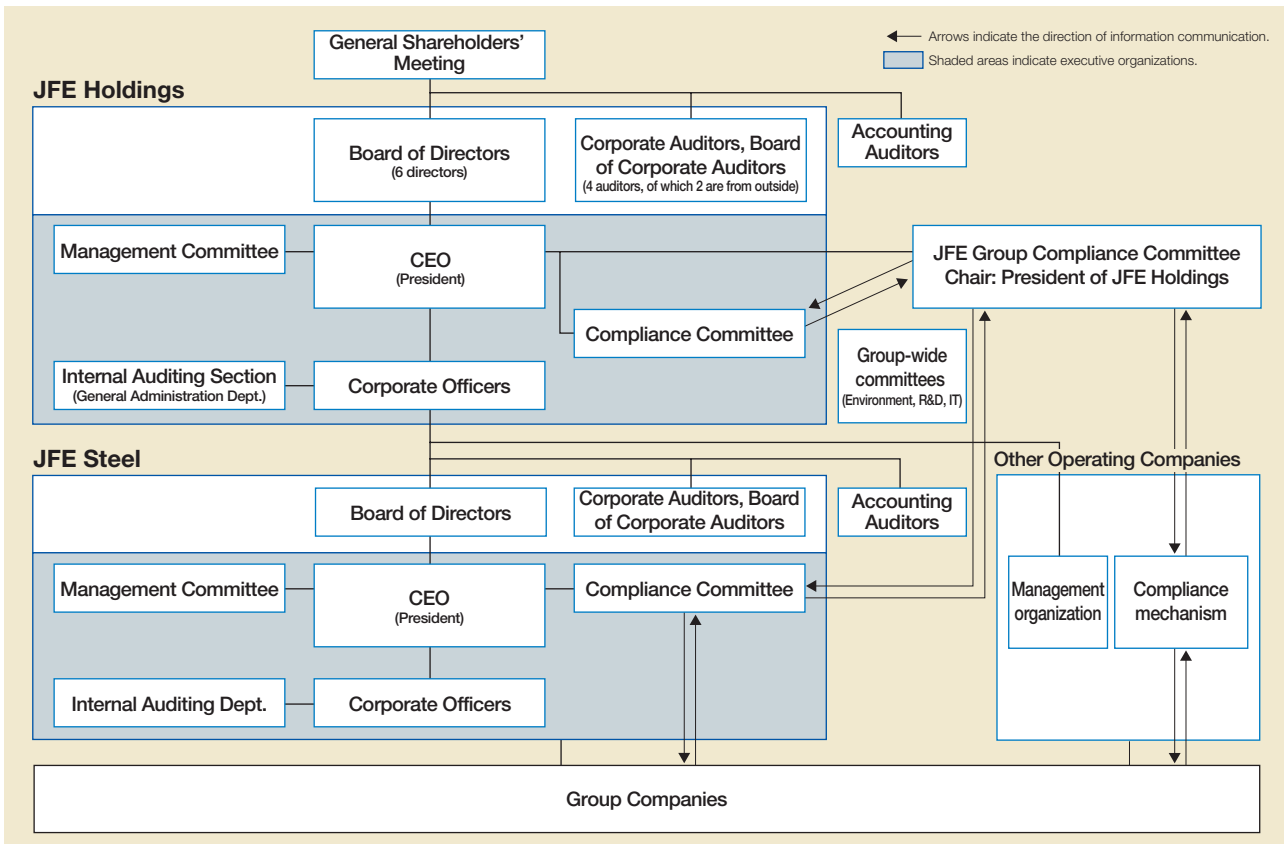 General Shareholders'
Meeting
Arrows indicate the direction of information communication.
Shaded areas indicate executive organizations.
JFE Holdings
Board of Directors
(6 directors)
Corporate Auditors, Board
of Corporate Auditors
(4 auditors, of which 2 are from outside)
Accounting
Auditors
Management Committee
CEO
(President)
JFE Group Compliance Committee
Chair: President of JFE Holdings
Compliance Committee
Group-wide
committees
(Environment, R&D, IT)
Internal Auditing Section
(General Administration Dept.)
Corporate Officers
JFE Steel
Other Operating Companies
Board of Directors
Corporate Auditors, Board
of Corporate Auditors
Accounting
Auditors
Management Committee
CEO
(President)
Compliance Committee
Management
organization
Compliance
mechanism
Internal Auditing Dept.
Corporate Officers
Group Companies